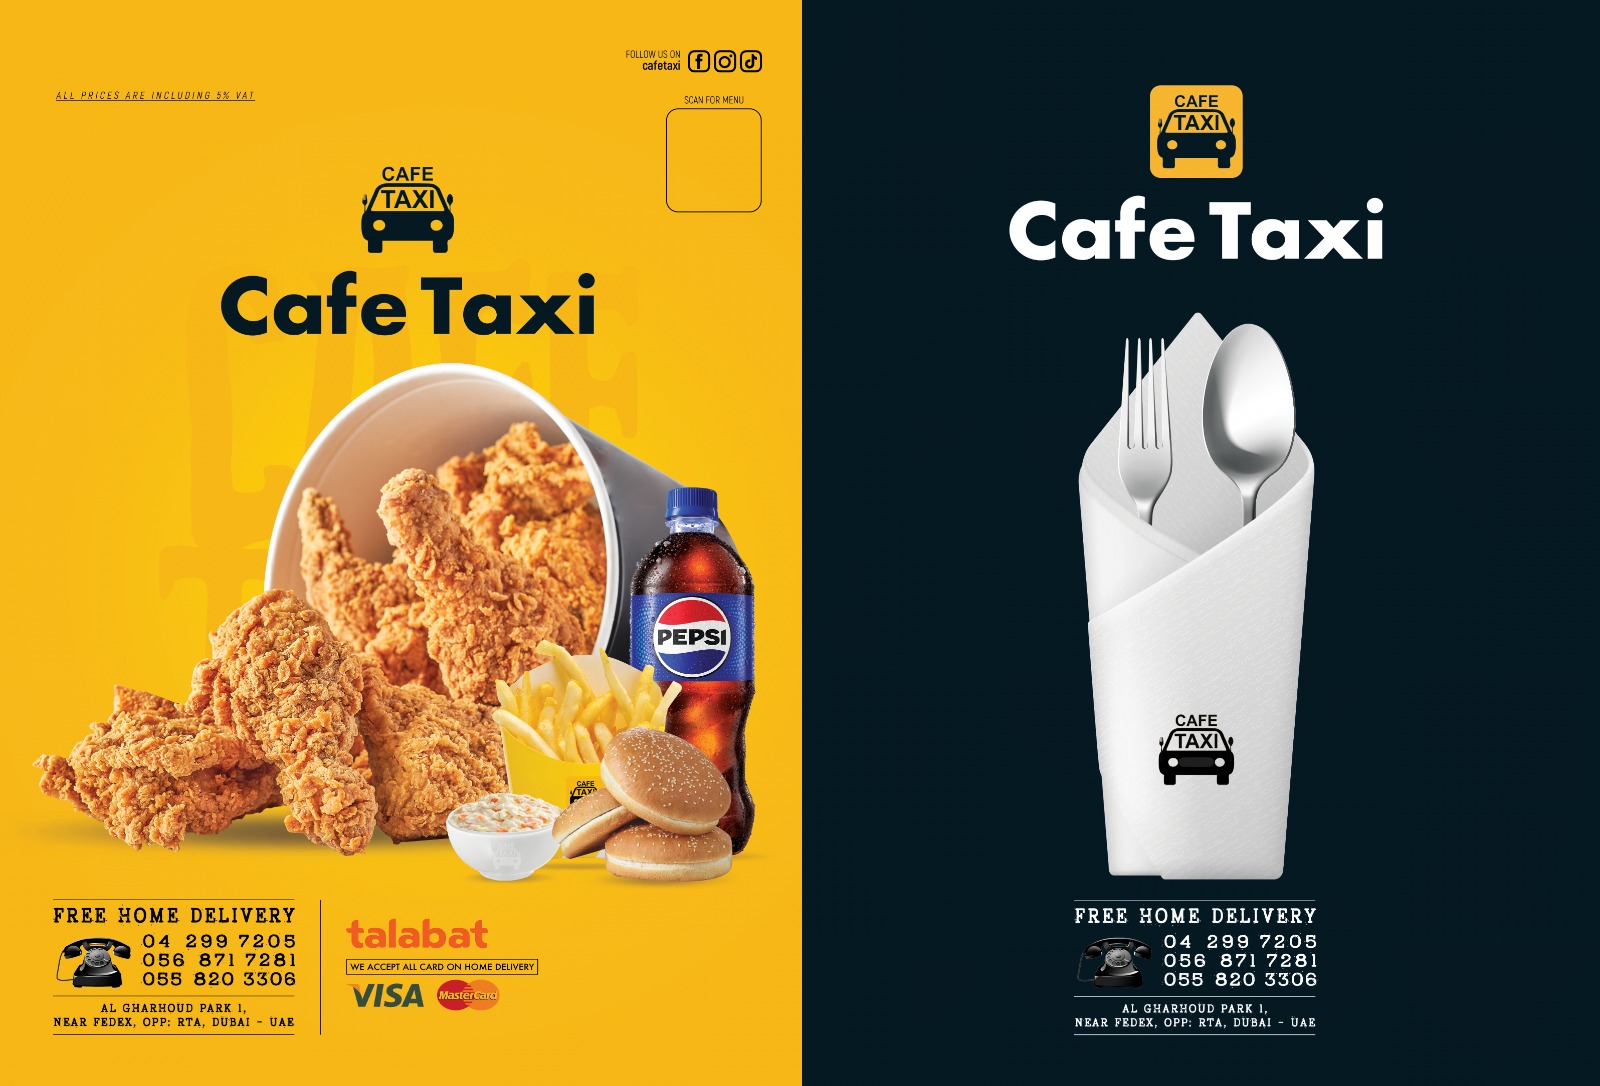 FOLLOW US ON
cafetaxi
ALL PRICES ARE INCLUDING 5% VAT
SCAN FOR MENU
CAFE
TAXI
Cafe Taxi
CAFE
TAXI
PEPSI
CAFE
TAXI
FREE HOME DELIVERY
04 299 7205
056 871 7281
055 820 3306
AL GHARHOUD PARK 1,
NEAR FEDEX, OPP: RTA, DUBAI - UAE
talabat
WE ACCEPT ALL CARD ON HOME DELIVERY
VISA MasterCard
CAFE
TAXI
Cafe Taxi
CAFE
TAXI
FREE HOME DELIVERY
04 299 7205
056 871 7281
055 820 3306
AL GHARHOUD PARK 1,
NEAR FEDEX, OPP: RTA, DUBAI - UAE